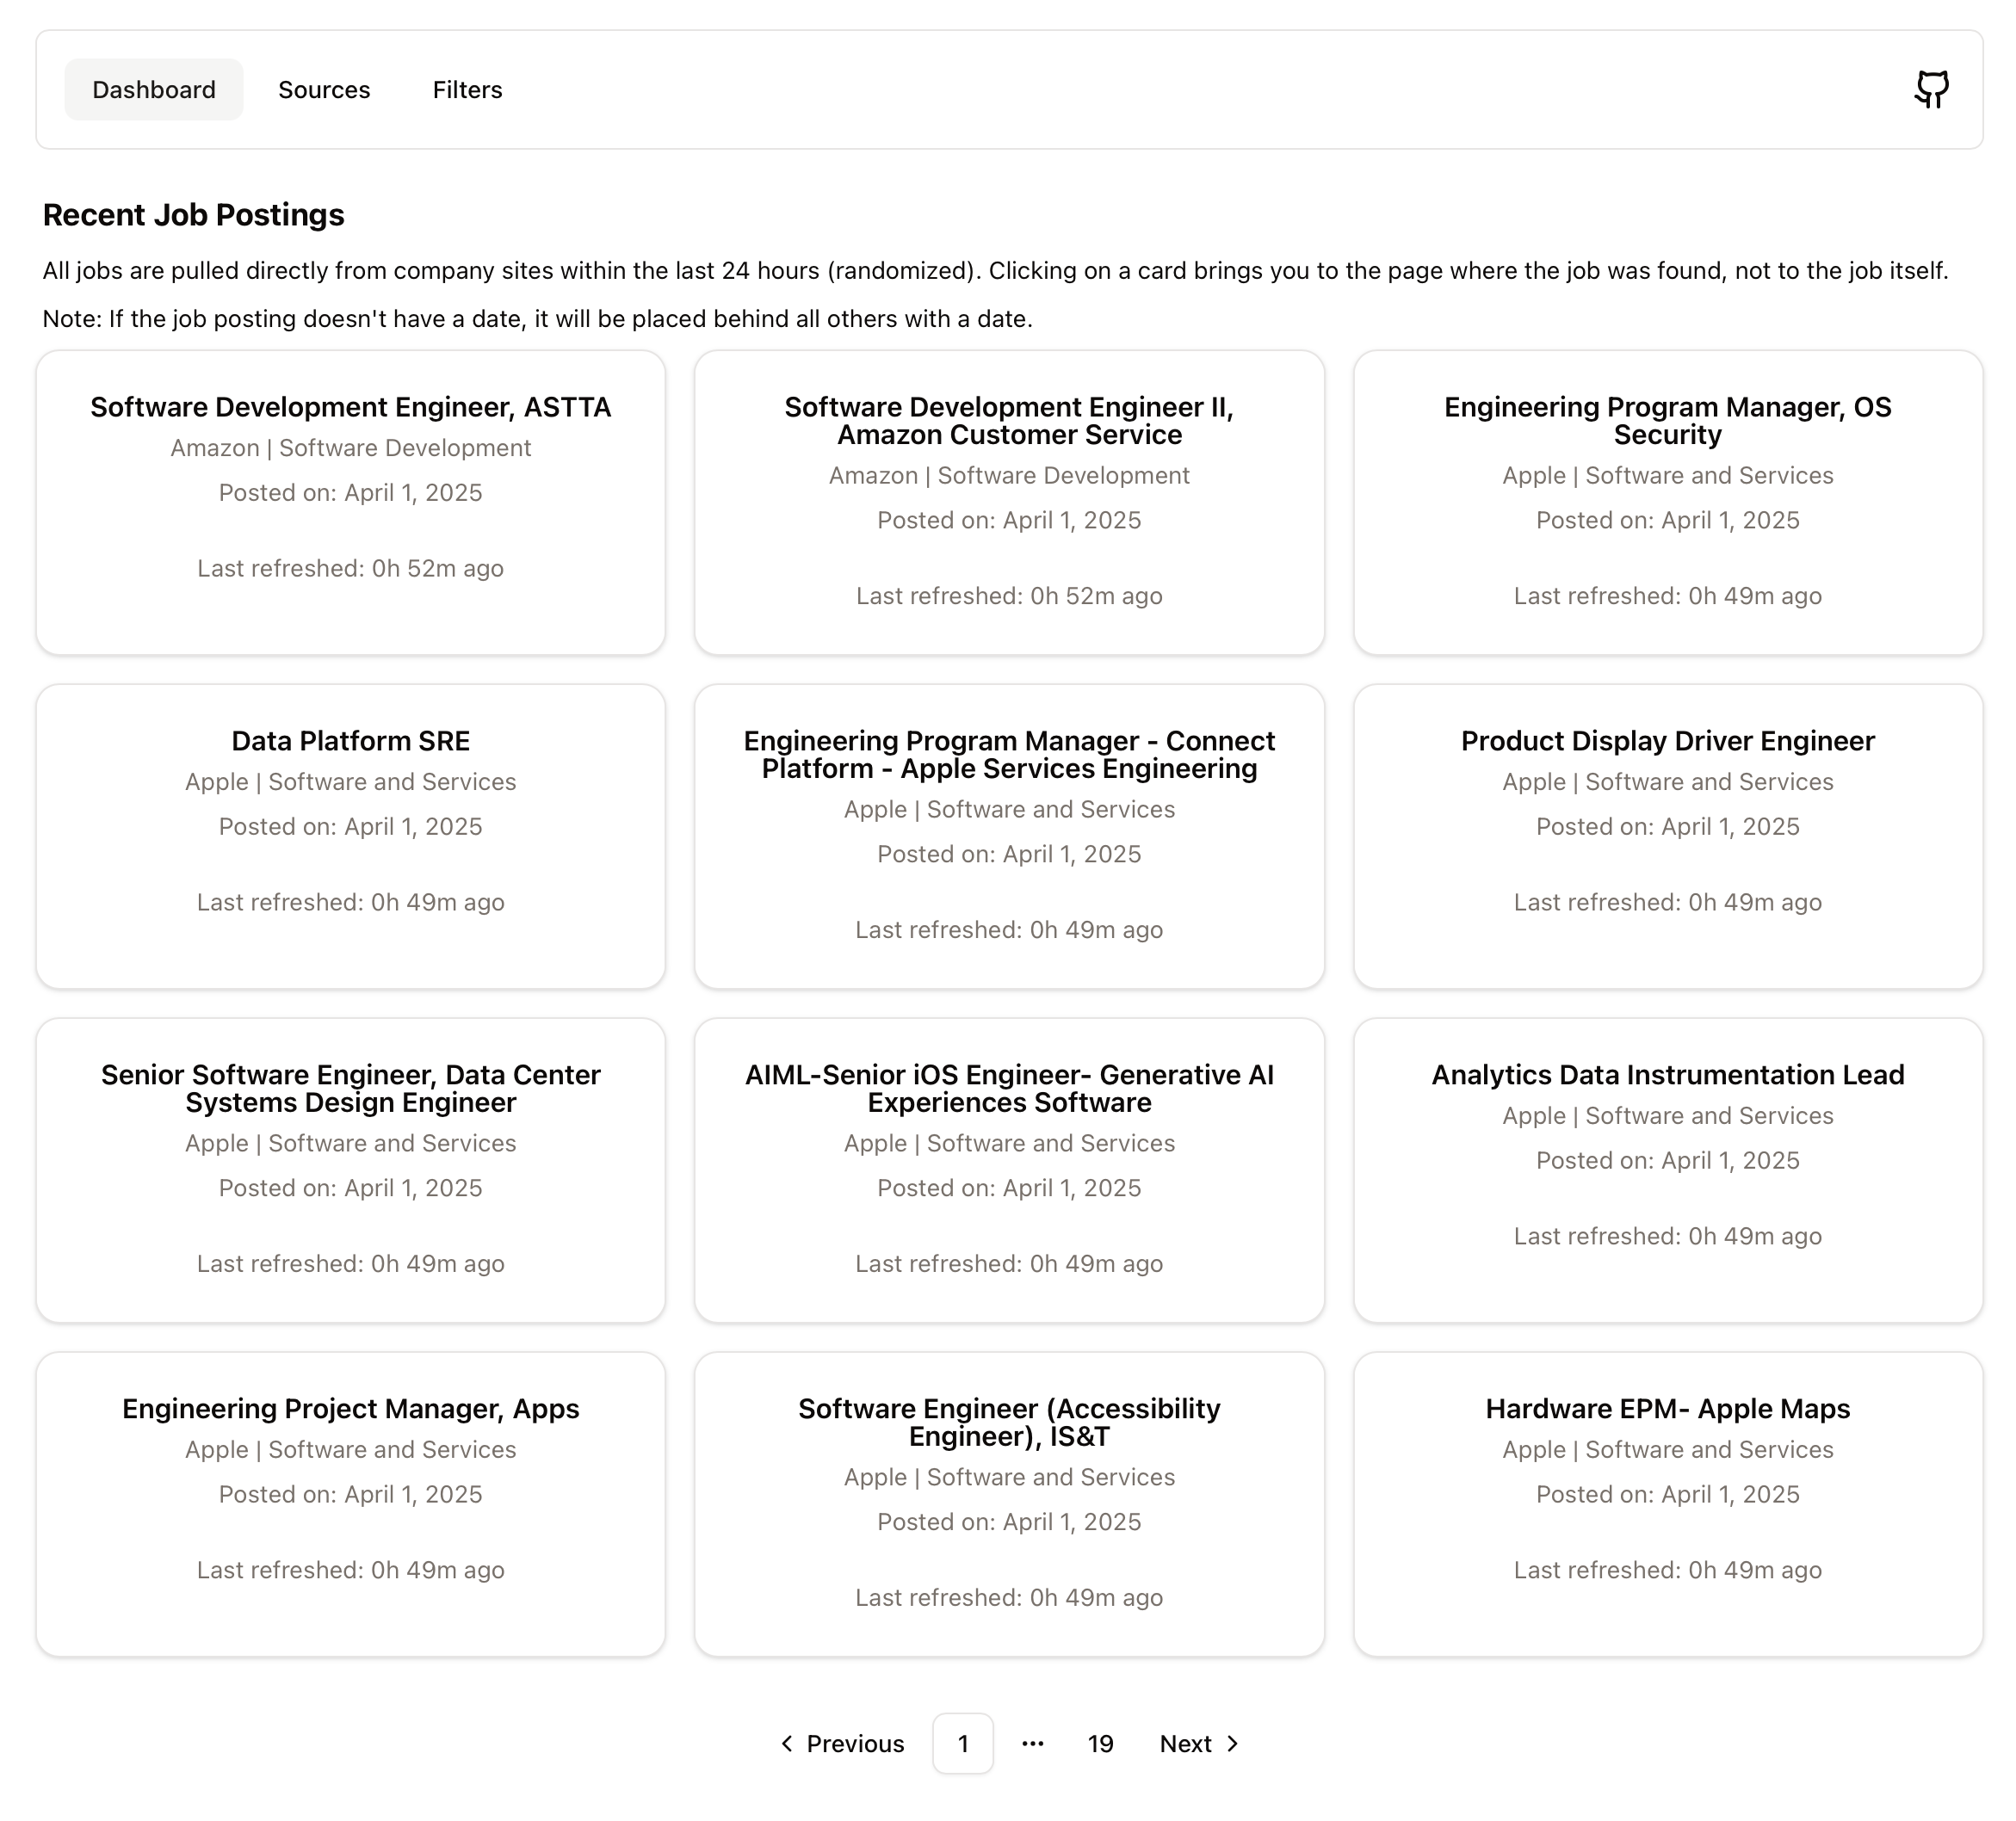 Dashboard
Sources
Filters
Recent Job Postings
All jobs are pulled directly from company sites within the last 24 hours (randomized). Clicking on a card brings you to the page where the job was found, not to the job itself.
Note: If the job posting doesn't have a date, it will be placed behind all others with a date.
Software Development Engineer, ASTTA
Amazon | Software Development
Posted on: April 1, 2025
Last refreshed: 0h 52m ago
Software Development Engineer II,
Amazon Customer Service
Amazon | Software Development
Posted on: April 1, 2025
Last refreshed: 0h 52m ago
Engineering Program Manager, OS
Security
Apple | Software and Services
Posted on: April 1, 2025
Last refreshed: 0h 49m ago
Data Platform SRE
Apple | Software and Services
Posted on: April 1, 2025
Last refreshed: 0h 49m ago
Engineering Program Manager - Connect
Platform - Apple Services Engineering
Apple | Software and Services
Posted on: April 1, 2025
Last refreshed: 0h 49m ago
Product Display Driver Engineer
Apple | Software and Services
Posted on: April 1, 2025
Last refreshed: 0h 49m ago
Senior Software Engineer, Data Center
Systems Design Engineer
Apple | Software and Services
Posted on: April 1, 2025
Last refreshed: 0h 49m ago
AIML-Senior iOS Engineer- Generative AI
Experiences Software
Apple | Software and Services
Posted on: April 1, 2025
Last refreshed: 0h 49m ago
Analytics Data Instrumentation Lead
Apple | Software and Services
Posted on: April 1, 2025
Last refreshed: 0h 49m ago
Engineering Project Manager, Apps
Apple | Software and Services
Posted on: April 1, 2025
Last refreshed: 0h 49m ago
Software Engineer (Accessibility
Engineer), IS&T
Apple | Software and Services
Posted on: April 1, 2025
Last refreshed: 0h 49m ago
Hardware EPM- Apple Maps
Apple | Software and Services
Posted on: April 1, 2025
Last refreshed: 0h 49m ago
Previous 1 ... 19 Next